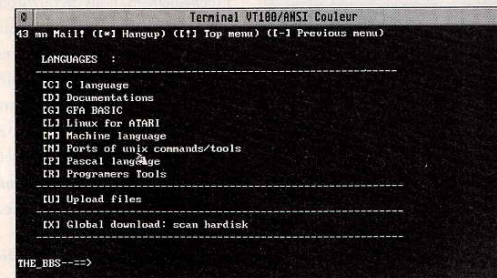 Terminal VT100/ANSI Couleur
43 mn Mail! ([*] Hangup) ([!] Top menu) ([-] Previous menu)
LANGUAGES :
[C] C language
[D] Documentations
[G] GFA BASIC
[L] Linux for ATARI
[M] Machine language
[N] Ports of unix commands/tools
[P] Pascal language
[R] Programers Tools
[U] Upload files
[X] Global download: scan hardisk
THE_BBS--==>